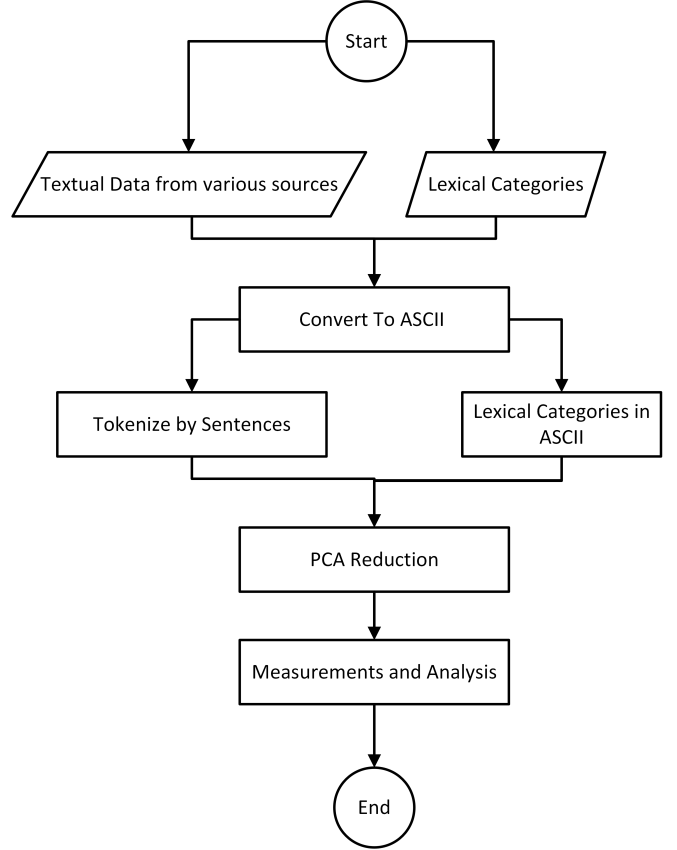 Start
Textual Data from various sources
Lexical Categories
Convert To ASCII
Tokenize by Sentences
Lexical Categories in
ASCII
PCA Reduction
Measurements and Analysis
End